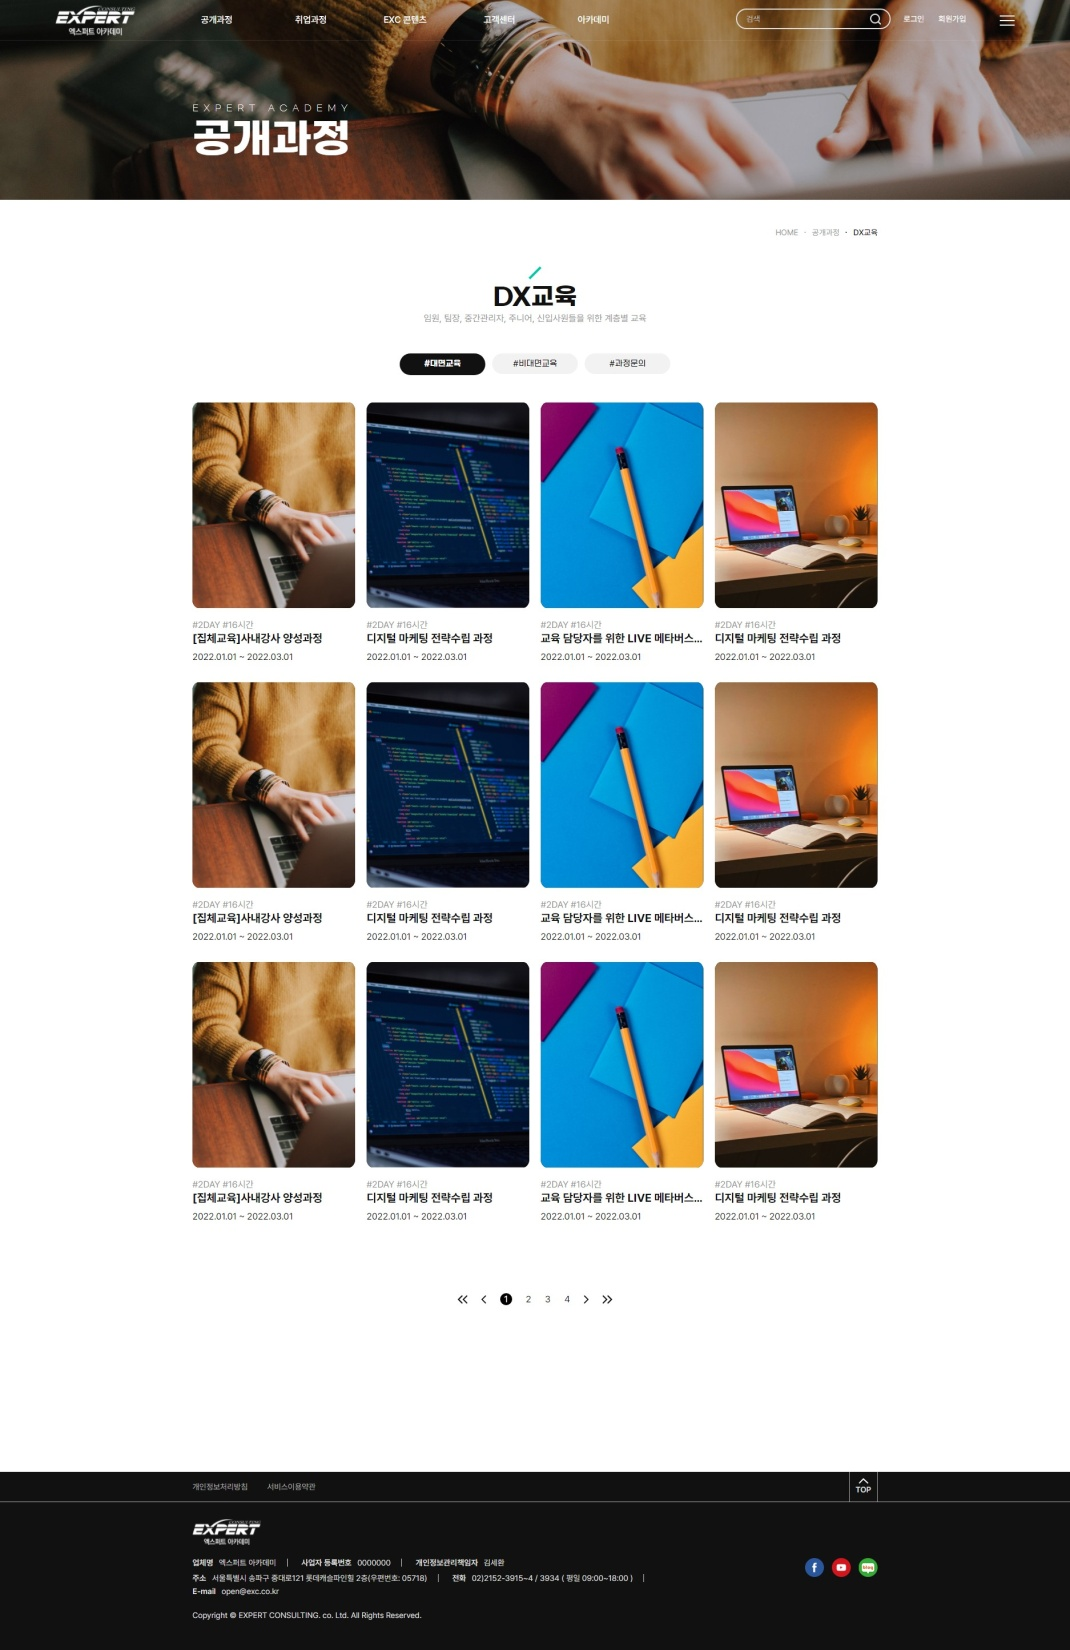 CONSULTING
EXPERT
엑스퍼트 아카데미
공개과정
취업과정
EXC 콘텐츠
고객센터
아카데미
검색
로그인
회원가입
EXPERT ACADEMY
공개과정
HOME · 공개과정 · DX교육
DX교육
임원, 팀장, 중간관리자, 주니어, 신입사원들을 위한 계층별 교육
#대면교육
#비대면교육
#과정문의
#2DAY #16시간
[집체교육]사내강사 양성과정
2022.01.01 ~ 2022.03.01
#2DAY #16시간
디지털 마케팅 전략수립 과정
2022.01.01 ~ 2022.03.01
#2DAY #16시간
교육 담당자를 위한 LIVE 메타버스...
2022.01.01 ~ 2022.03.01
#2DAY #16시간
디지털 마케팅 전략수립 과정
2022.01.01 ~ 2022.03.01
#2DAY #16시간
[집체교육]사내강사 양성과정
2022.01.01 ~ 2022.03.01
#2DAY #16시간
디지털 마케팅 전략수립 과정
2022.01.01 ~ 2022.03.01
#2DAY #16시간
교육 담당자를 위한 LIVE 메타버스...
2022.01.01 ~ 2022.03.01
#2DAY #16시간
디지털 마케팅 전략수립 과정
2022.01.01 ~ 2022.03.01
#2DAY #16시간
[집체교육]사내강사 양성과정
2022.01.01 ~ 2022.03.01
#2DAY #16시간
디지털 마케팅 전략수립 과정
2022.01.01 ~ 2022.03.01
#2DAY #16시간
교육 담당자를 위한 LIVE 메타버스...
2022.01.01 ~ 2022.03.01
#2DAY #16시간
디지털 마케팅 전략수립 과정
2022.01.01 ~ 2022.03.01
1 2 3 4
개인정보처리방침
서비스이용약관
TOP
CONSULTING
EXPERT
엑스퍼트 아카데미
업체명 엑스퍼트 아카데미 | 사업자 등록번호 0000000 | 개인정보관리책임자 김세환
주소 서울특별시 송파구 중대로121 롯데캐슬파인힐 2층(우편번호: 05718) | 전화 02)2152-3915~4 / 3934 ( 평일 09:00~18:00 ) |
E-mail open@exc.co.kr
Copyright © EXPERT CONSULTING. co. Ltd. All Rights Reserved.
blog